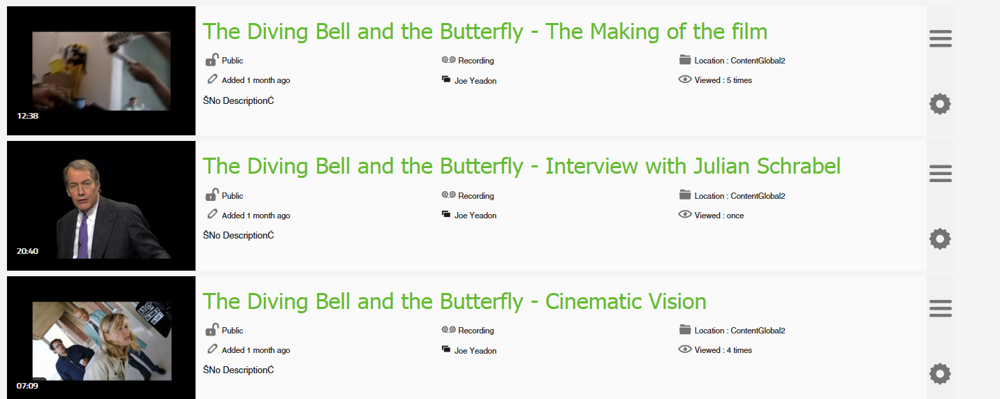 The Diving Bell and the Butterfly - The Making of the film
Public
Recording
Location : ContentGlobal2
Added 1 month ago
Joe Yeadon
Viewed : 5 times
ŠNo DescriptionĆ
12:38
The Diving Bell and the Butterfly - Interview with Julian Schrabel
Public
Recording
Location : ContentGlobal2
Added 1 month ago
Joe Yeadon
Viewed : once
ŠNo DescriptionĆ
20:40
The Diving Bell and the Butterfly - Cinematic Vision
Public
Recording
Location : ContentGlobal2
Added 1 month ago
Joe Yeadon
Viewed : 4 times
ŠNo DescriptionĆ
07:09